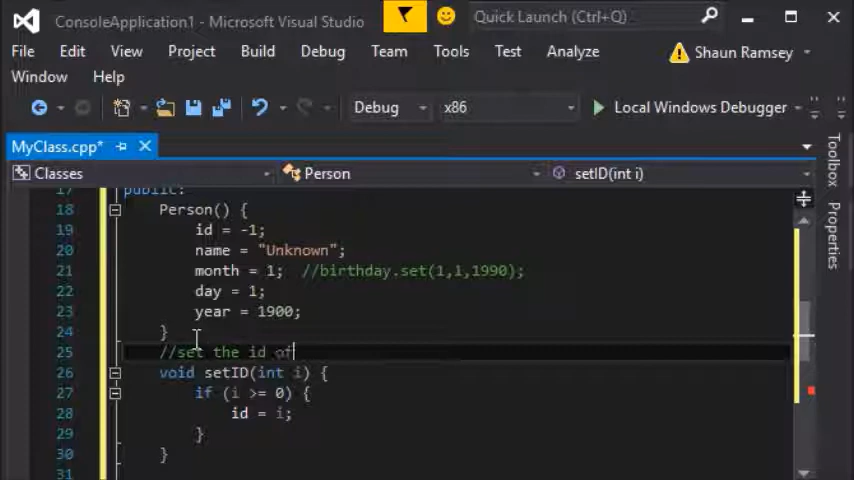 ConsoleApplication1 - Microsoft Visual Studio Quick Launch (Ctrl+Q)
File Edit View Project Build Debug Team Tools Test Analyze Shaun Ramsey
Window Help
Debug x86 Local Windows Debugger
MyClass.cpp*
Classes Person setID(int i)
Toolbox
Properties
17 public:
18 Person() {
19 id = -1;
20 name = "Unknown";
21 month = 1; //birthday.set(1,1,1990);
22 day = 1;
23 year = 1900;
24 }
25 //set the id of
26 void setID(int i) {
27 if (i >= 0) {
28 id = i;
29 }
30 }
31